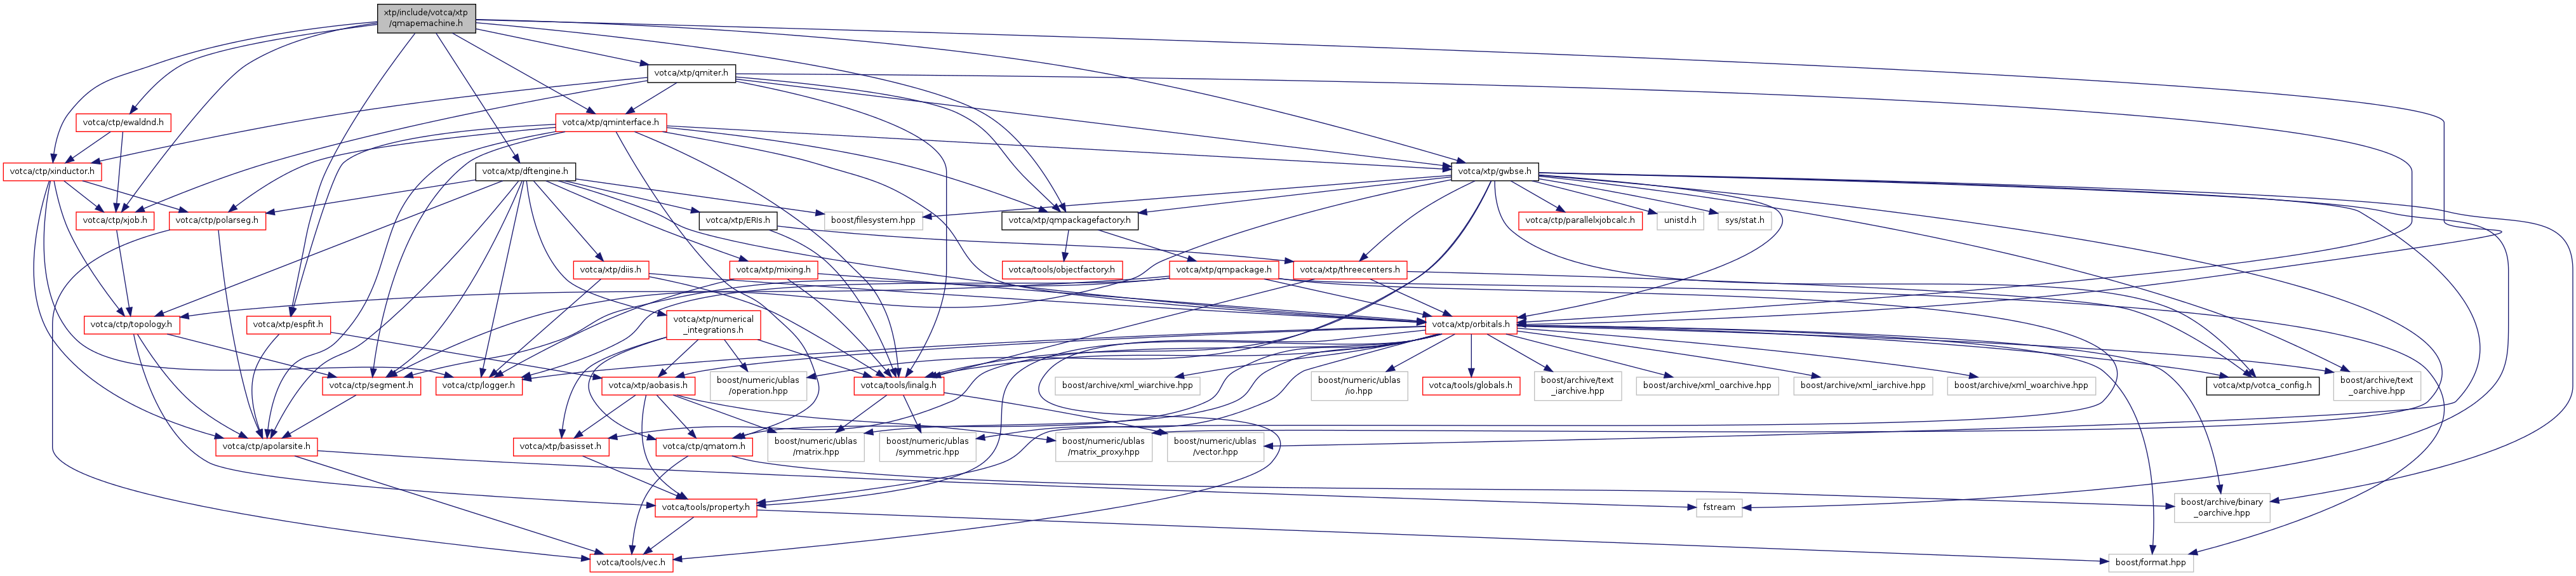 xtp/include/votca/xtp
/qmapemachine.h
votca/xtp/qmiter.h
votca/ctp/ewaldnd.h
votca/xtp/qminterface.h
votca/ctp/xinductor.h
votca/xtp/dftengine.h
votca/xtp/gwbse.h
votca/ctp/xjob.h
votca/ctp/polarseg.h
votca/xtp/ERIs.h
boost/filesystem.hpp
votca/xtp/qmpackagefactory.h
votca/ctp/parallelxjobcalc.h
unistd.h
sys/stat.h
votca/xtp/diis.h
votca/xtp/mixing.h
votca/tools/objectfactory.h
votca/xtp/qmpackage.h
votca/xtp/threecenters.h
votca/ctp/topology.h
votca/xtp/espfit.h
votca/xtp/numerical
_integrations.h
votca/xtp/orbitals.h
votca/ctp/segment.h
votca/ctp/logger.h
votca/xtp/aobasis.h
boost/numeric/ublas
/operation.hpp
votca/tools/linalg.h
boost/archive/xml_wiarchive.hpp
boost/numeric/ublas
/io.hpp
votca/tools/globals.h
boost/archive/text
_iarchive.hpp
boost/archive/xml_oarchive.hpp
boost/archive/xml_iarchive.hpp
boost/archive/xml_woarchive.hpp
votca/xtp/votca_config.h
boost/archive/text
_oarchive.hpp
votca/ctp/apolarsite.h
votca/xtp/basisset.h
votca/ctp/qmatom.h
boost/numeric/ublas
/matrix.hpp
boost/numeric/ublas
/symmetric.hpp
boost/numeric/ublas
/matrix_proxy.hpp
boost/numeric/ublas
/vector.hpp
votca/tools/property.h
fstream
boost/archive/binary
_oarchive.hpp
votca/tools/vec.h
boost/format.hpp